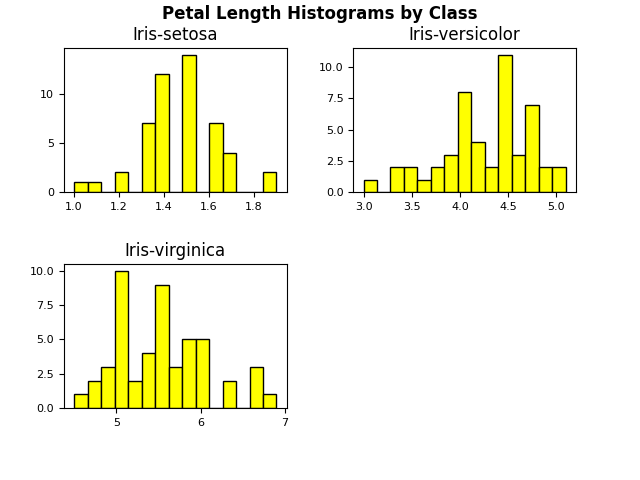 Petal Length Histograms by Class
Iris-setosa
10
5
0
1.0 1.2 1.4 1.6 1.8
Iris-versicolor
10.0
7.5
5.0
2.5
0.0
3.0 3.5 4.0 4.5 5.0
Iris-virginica
10.0
7.5
5.0
2.5
0.0
5 6 7